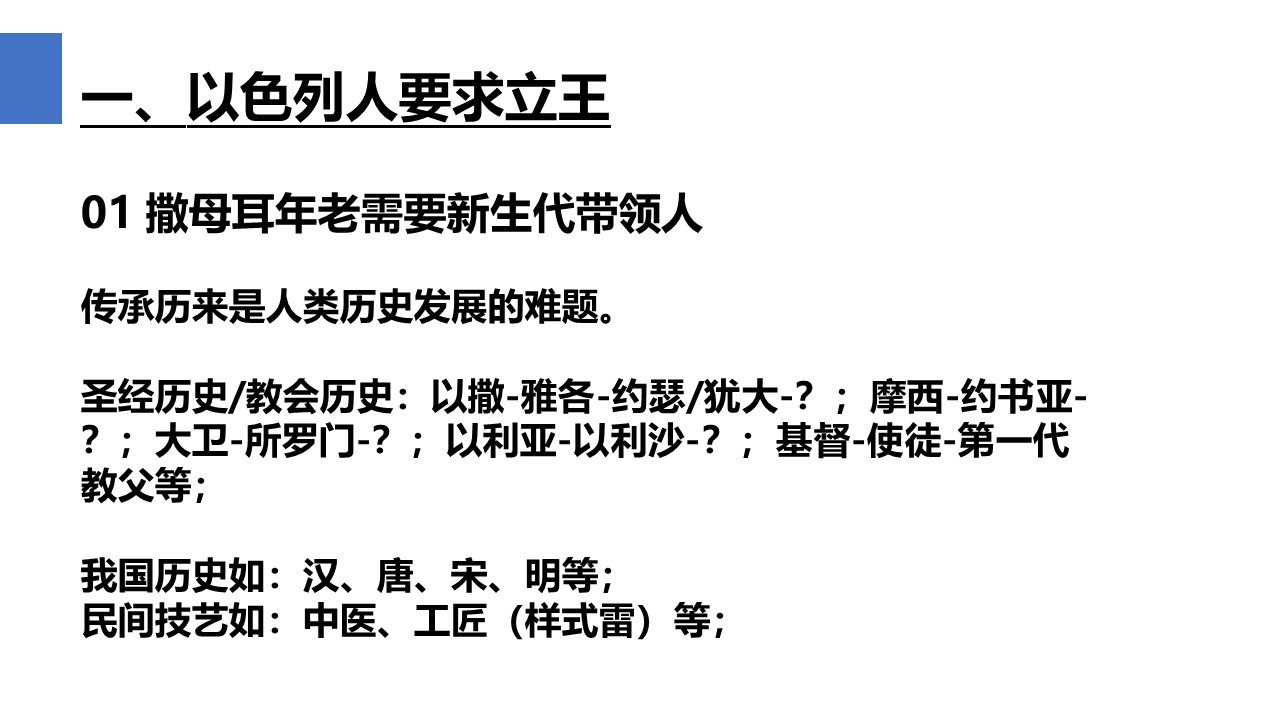 一、以色列人要求立王
01 撒母耳年老需要新生代带领人
传承历来是人类历史发展的难题。
圣经历史/教会历史：以撒-雅各-约瑟/犹大-？；摩西-约书亚-
？；大卫-所罗门-？；以利亚-以利沙-？；基督-使徒-第一代
教父等；
我国历史如：汉、唐、宋、明等；
民间技艺如：中医、工匠（样式雷）等；